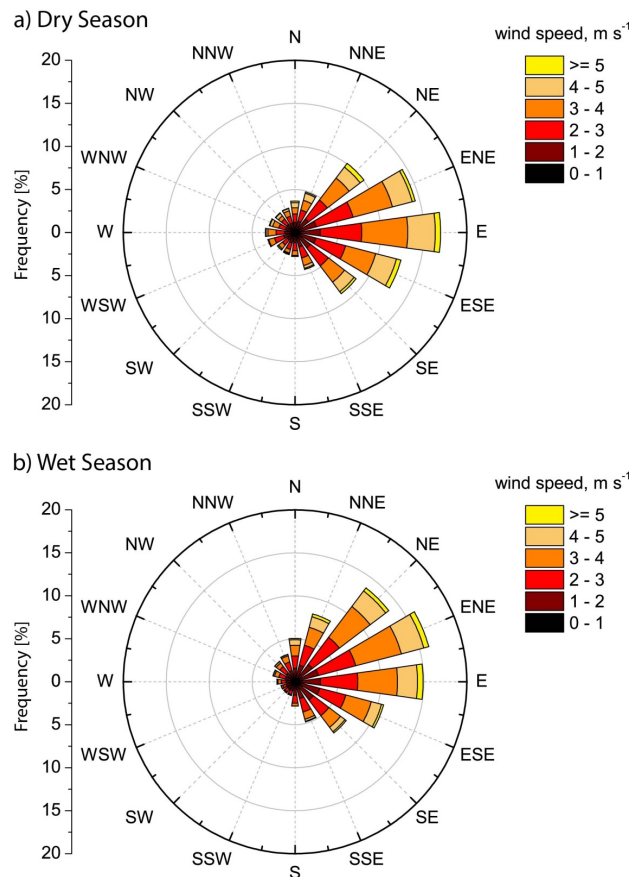 a) Dry Season
wind speed, m s⁻¹
>= 5
4 - 5
3 - 4
2 - 3
1 - 2
0 - 1
Frequency [%]
20
15
10
5
0
5
10
15
20
N
NNE
NE
ENE
E
ESE
SE
SSE
S
SSW
SW
WSW
W
WNW
NW
NNW
b) Wet Season
wind speed, m s⁻¹
>= 5
4 - 5
3 - 4
2 - 3
1 - 2
0 - 1
Frequency [%]
20
15
10
5
0
5
10
15
20
N
NNE
NE
ENE
E
ESE
SE
SSE
S
SSW
SW
WSW
W
WNW
NW
NNW